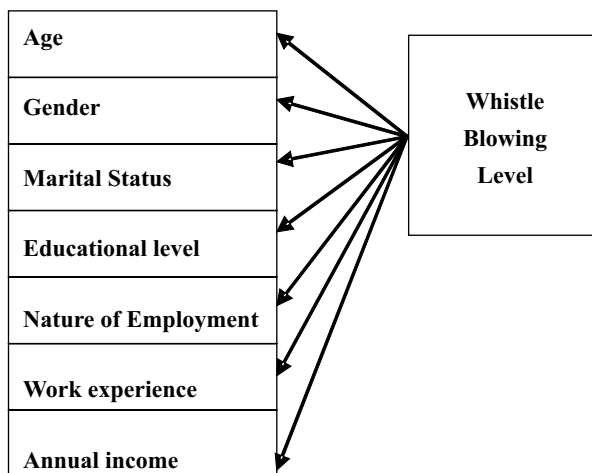 Age
Gender
Marital Status
Educational level
Nature of Employment
Work experience
Annual income
Whistle
Blowing
Level